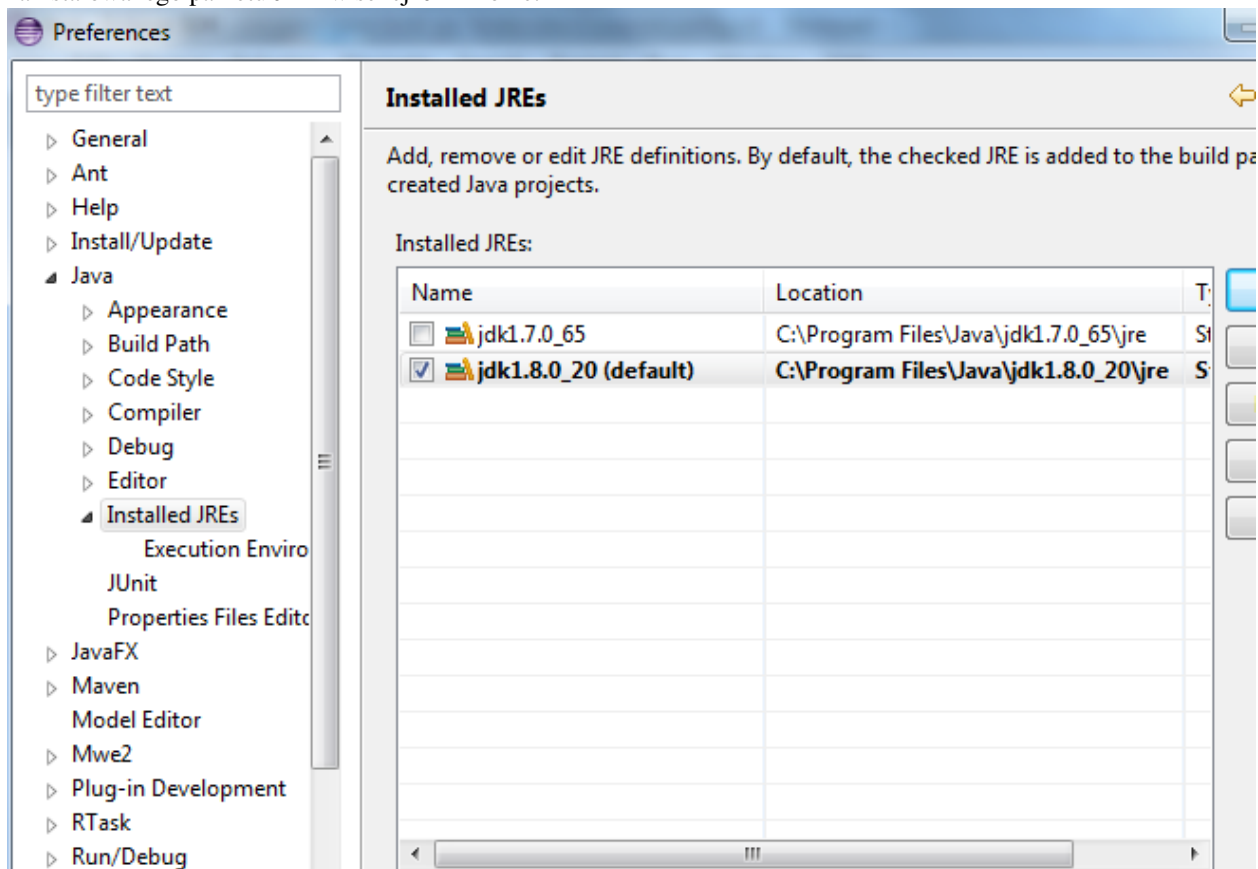 Preferences
type filter text
General
Ant
Help
Install/Update
Java
Appearance
Build Path
Code Style
Compiler
Debug
Editor
Installed JREs
Execution Enviro
JUnit
Properties Files Edito
JavaFX
Maven
Model Editor
Mwe2
Plug-in Development
RTask
Run/Debug
Installed JREs
Add, remove or edit JRE definitions. By default, the checked JRE is added to the build pa
created Java projects.
Installed JREs:
Name Location
jdk1.7.0_65 C:\Program Files\Java\jdk1.7.0_65\jre
jdk1.8.0_20 (default) C:\Program Files\Java\jdk1.8.0_20\jre